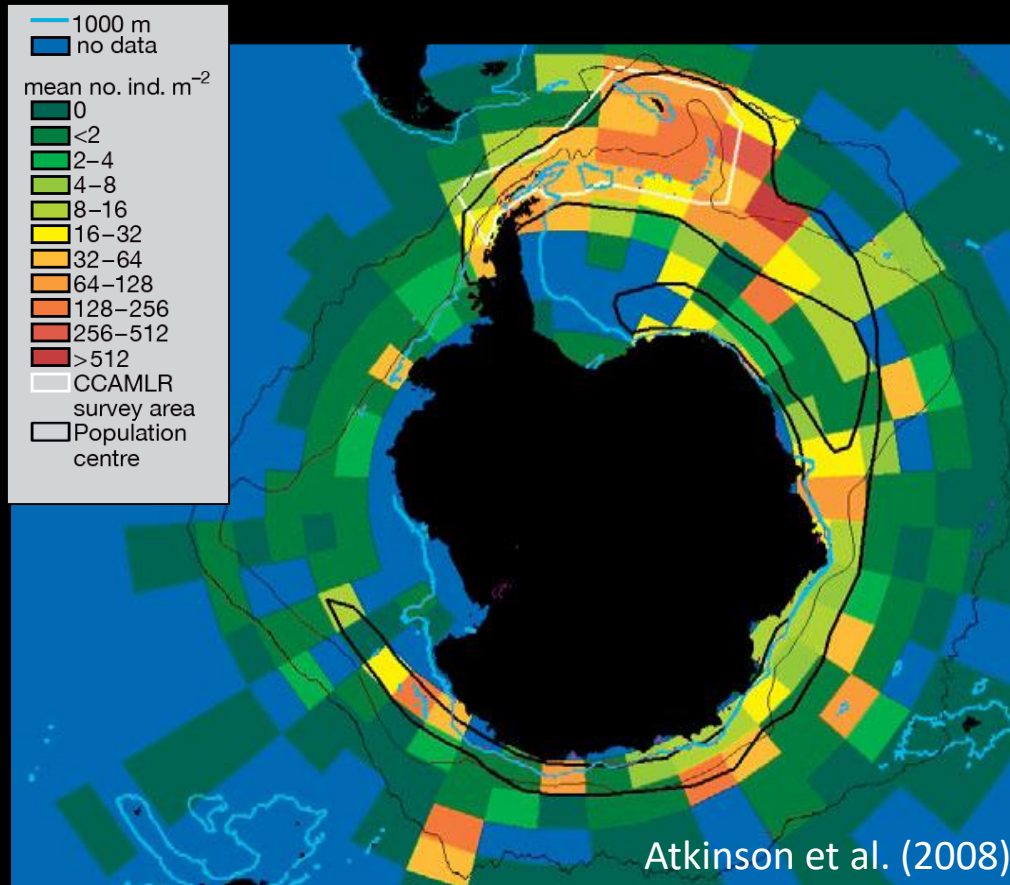 1000 m
no data
mean no. ind. m⁻²
0
<2
2–4
4–8
8–16
16–32
32–64
64–128
128–256
256–512
>512
CCAMLR
survey area
Population
centre
Atkinson et al. (2008)